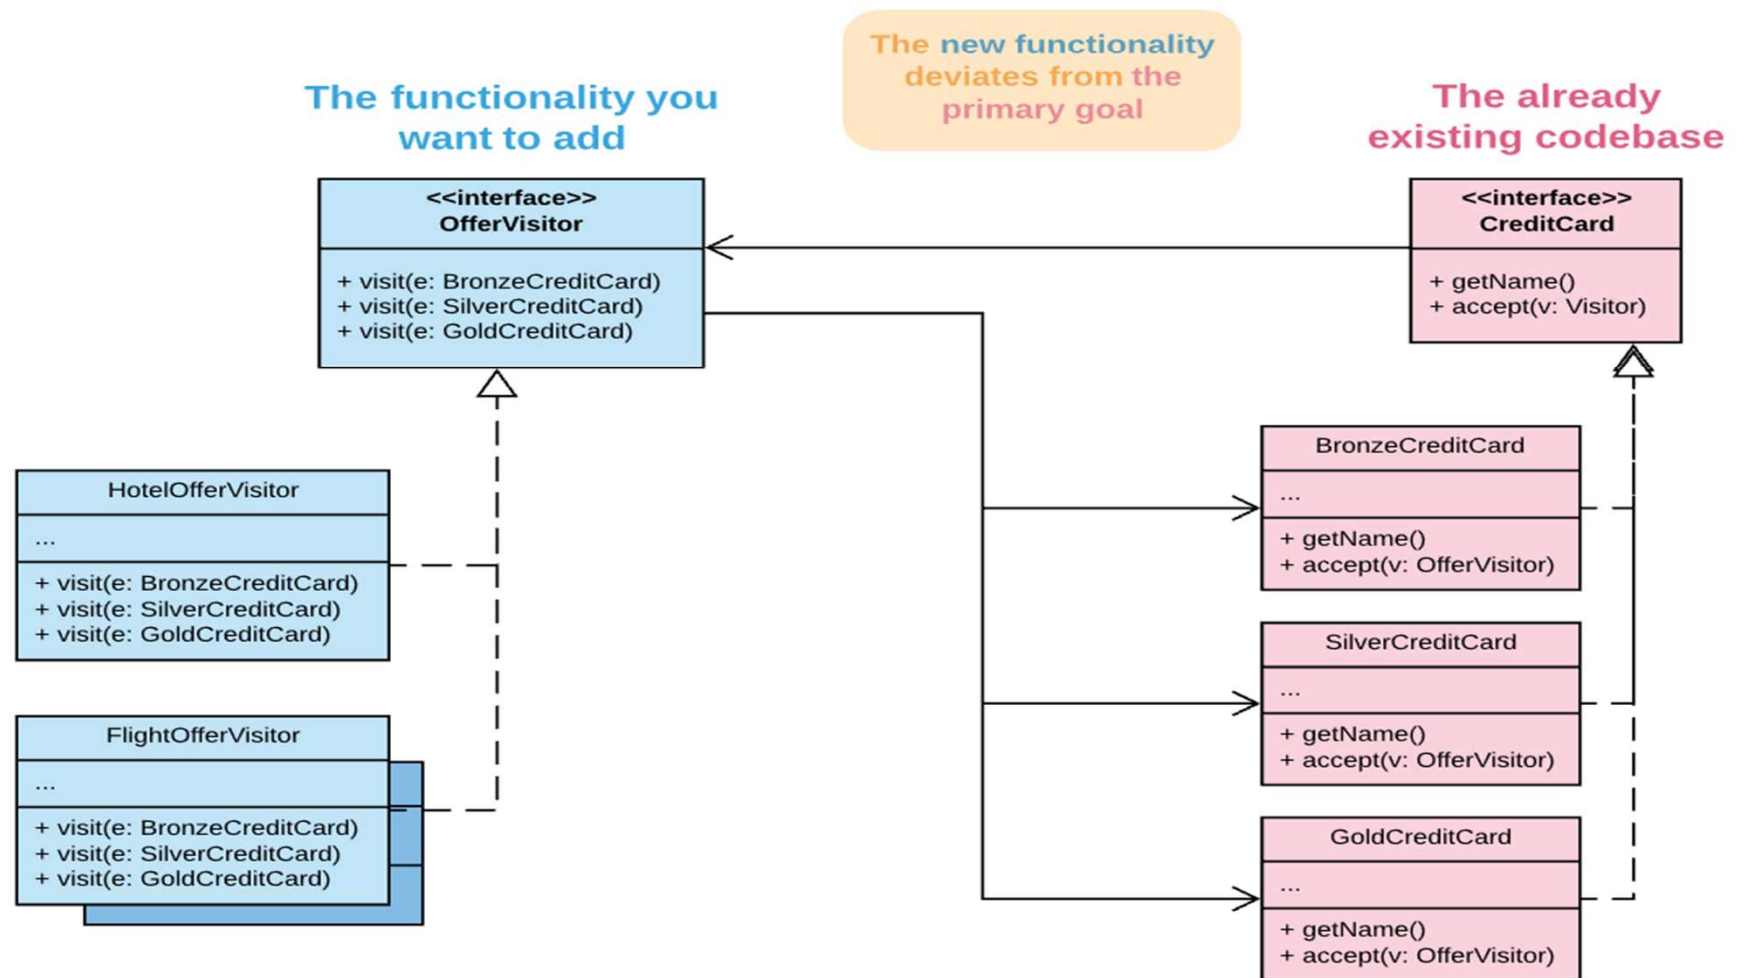 The new functionality
deviates from the
primary goal
The functionality you
want to add
The already
existing codebase
<<interface>>
OfferVisitor
+ visit(e: BronzeCreditCard)
+ visit(e: SilverCreditCard)
+ visit(e: GoldCreditCard)
<<interface>>
CreditCard
+ getName()
+ accept(v: Visitor)
HotelOfferVisitor
...
+ visit(e: BronzeCreditCard)
+ visit(e: SilverCreditCard)
+ visit(e: GoldCreditCard)
FlightOfferVisitor
...
+ visit(e: BronzeCreditCard)
+ visit(e: SilverCreditCard)
+ visit(e: GoldCreditCard)
BronzeCreditCard
...
+ getName()
+ accept(v: OfferVisitor)
SilverCreditCard
...
+ getName()
+ accept(v: OfferVisitor)
GoldCreditCard
...
+ getName()
+ accept(v: OfferVisitor)